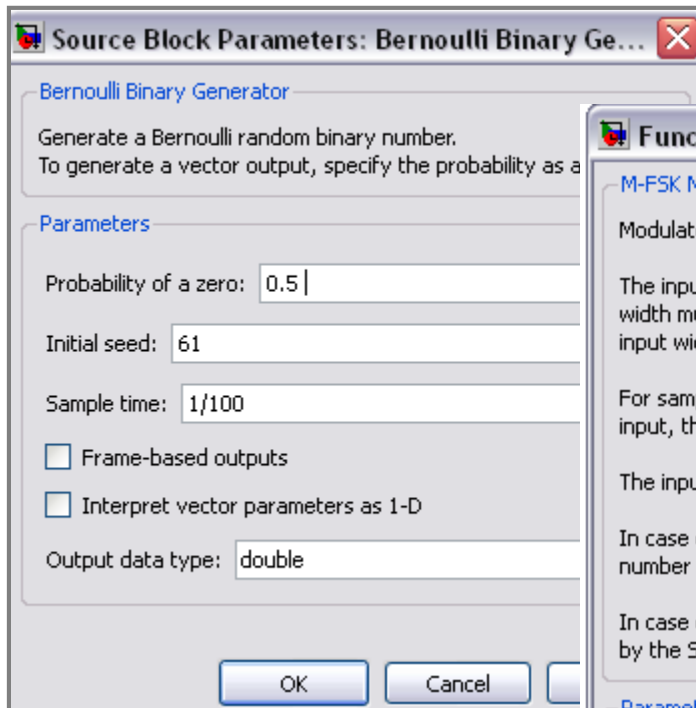 Source Block Parameters: Bernoulli Binary Ge...
Bernoulli Binary Generator
Generate a Bernoulli random binary number.
To generate a vector output, specify the probability as a
Parameters
Probability of a zero: 0.5
Initial seed: 61
Sample time: 1/100
Frame-based outputs
Interpret vector parameters as 1-D
Output data type: double
OK Cancel
Func
M-FSK M
Modulat
The inpu
width mu
input wi
For sam
input, th
The inpu
In case
number
In case
by the S
Paramet